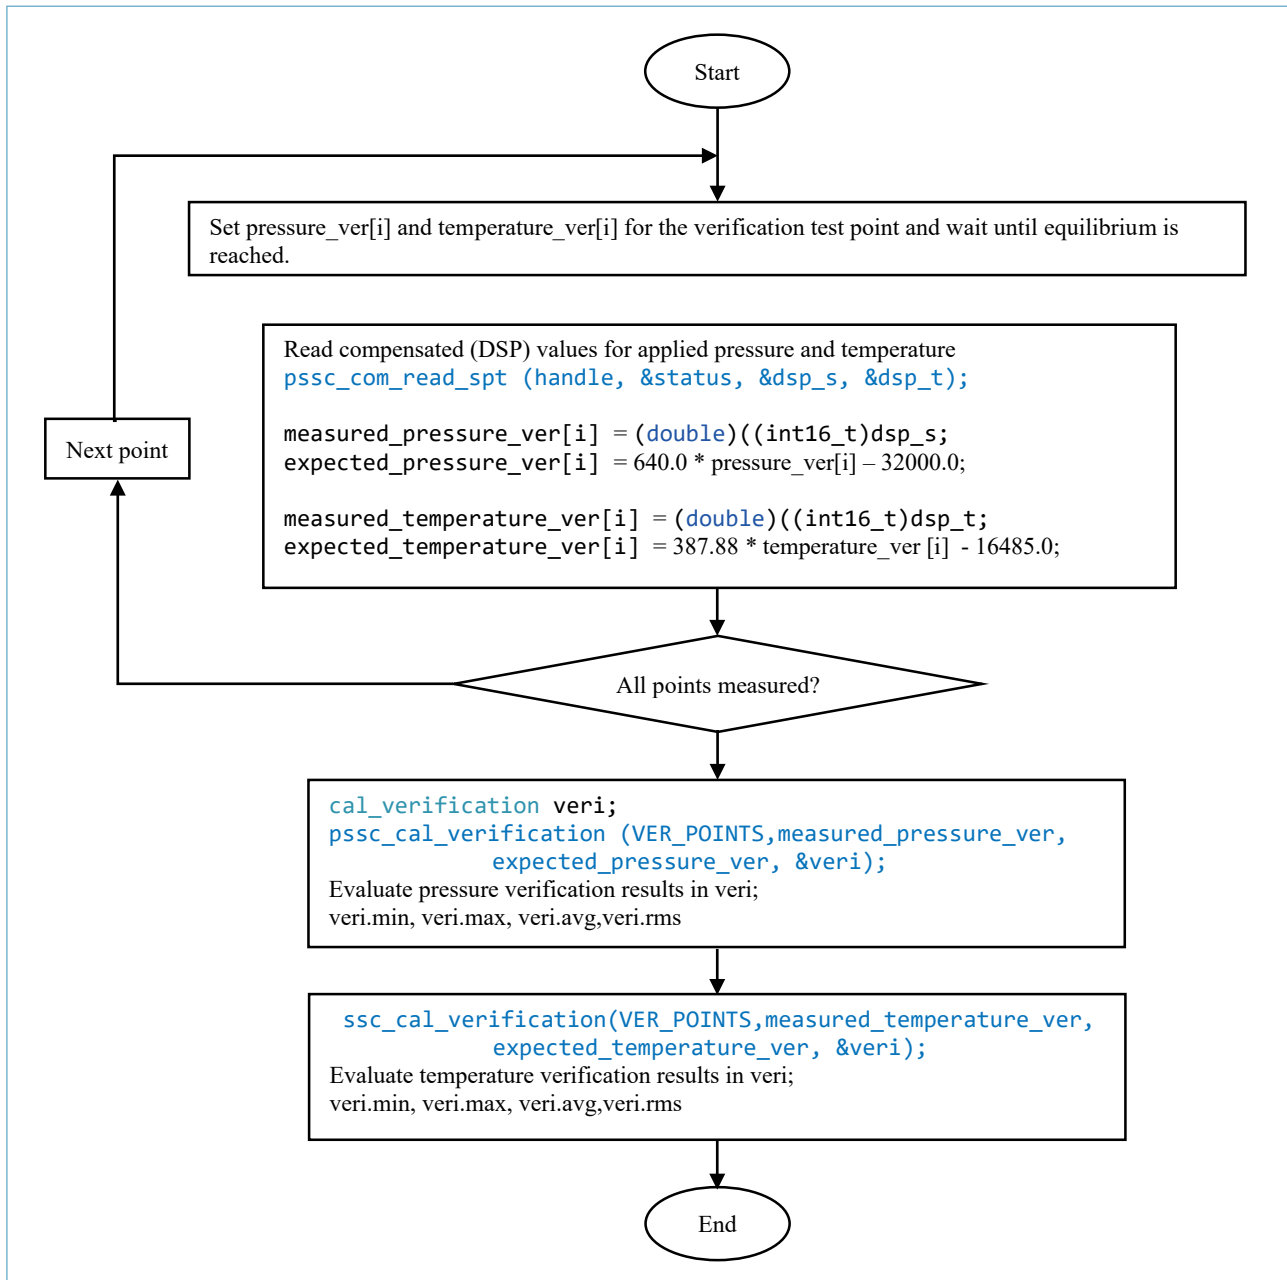 Start
Set pressure_ver[i] and temperature_ver[i] for the verification test point and wait until equilibrium is
reached.
Read compensated (DSP) values for applied pressure and temperature
pssc_com_read_spt (handle, &status, &dsp_s, &dsp_t);
measured_pressure_ver[i] = (double)((int16_t)dsp_s;
expected_pressure_ver[i] = 640.0 * pressure_ver[i] – 32000.0;
measured_temperature_ver[i] = (double)((int16_t)dsp_t;
expected_temperature_ver[i] = 387.88 * temperature_ver [i] - 16485.0;
Next point
All points measured?
cal_verification veri;
pssc_cal_verification (VER_POINTS,measured_pressure_ver,
expected_pressure_ver, &veri);
Evaluate pressure verification results in veri;
veri.min, veri.max, veri.avg,veri.rms
ssc_cal_verification(VER_POINTS,measured_temperature_ver,
expected_temperature_ver, &veri);
Evaluate temperature verification results in veri;
veri.min, veri.max, veri.avg,veri.rms
End